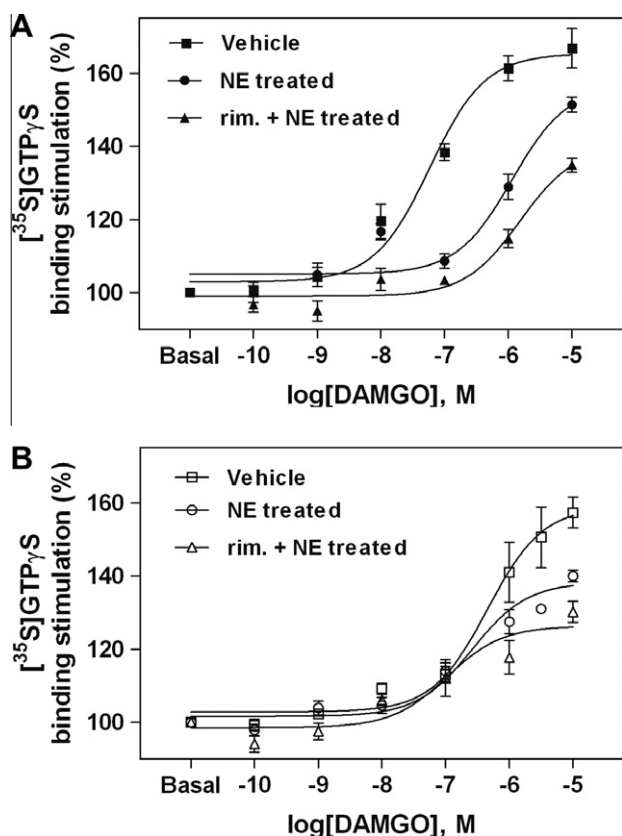 A
Vehicle
NE treated
rim. + NE treated
[³⁵S]GTPγS
binding stimulation (%)
160
140
120
100
Basal -10 -9 -8 -7 -6 -5
log[DAMGO], M
B
Vehicle
NE treated
rim. + NE treated
[³⁵S]GTPγS
binding stimulation (%)
160
140
120
100
Basal -10 -9 -8 -7 -6 -5
log[DAMGO], M